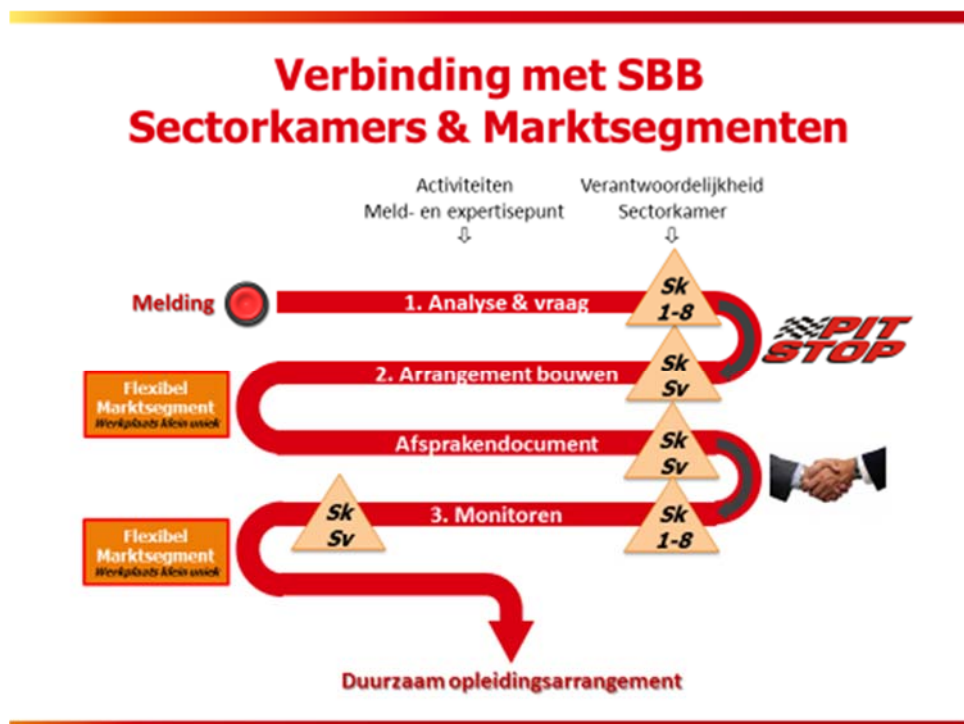 Verbinding met SBB
Sectorkamers & Marktsegmenten
Activiteiten
Meld- en expertisepunt
Verantwoordelijkheid
Sectorkamer
Melding
1. Analyse & vraag
Sk
1-8
PIT
STOP
2. Arrangement bouwen
Sk
Sv
Flexibel
Marktsegment
Werkplaats klein uniek
Afsprakendocument
Sk
Sv
Sk
Sv
3. Monitoren
Sk
1-8
Flexibel
Marktsegment
Werkplaats klein uniek
Duurzaam opleidingsarrangement